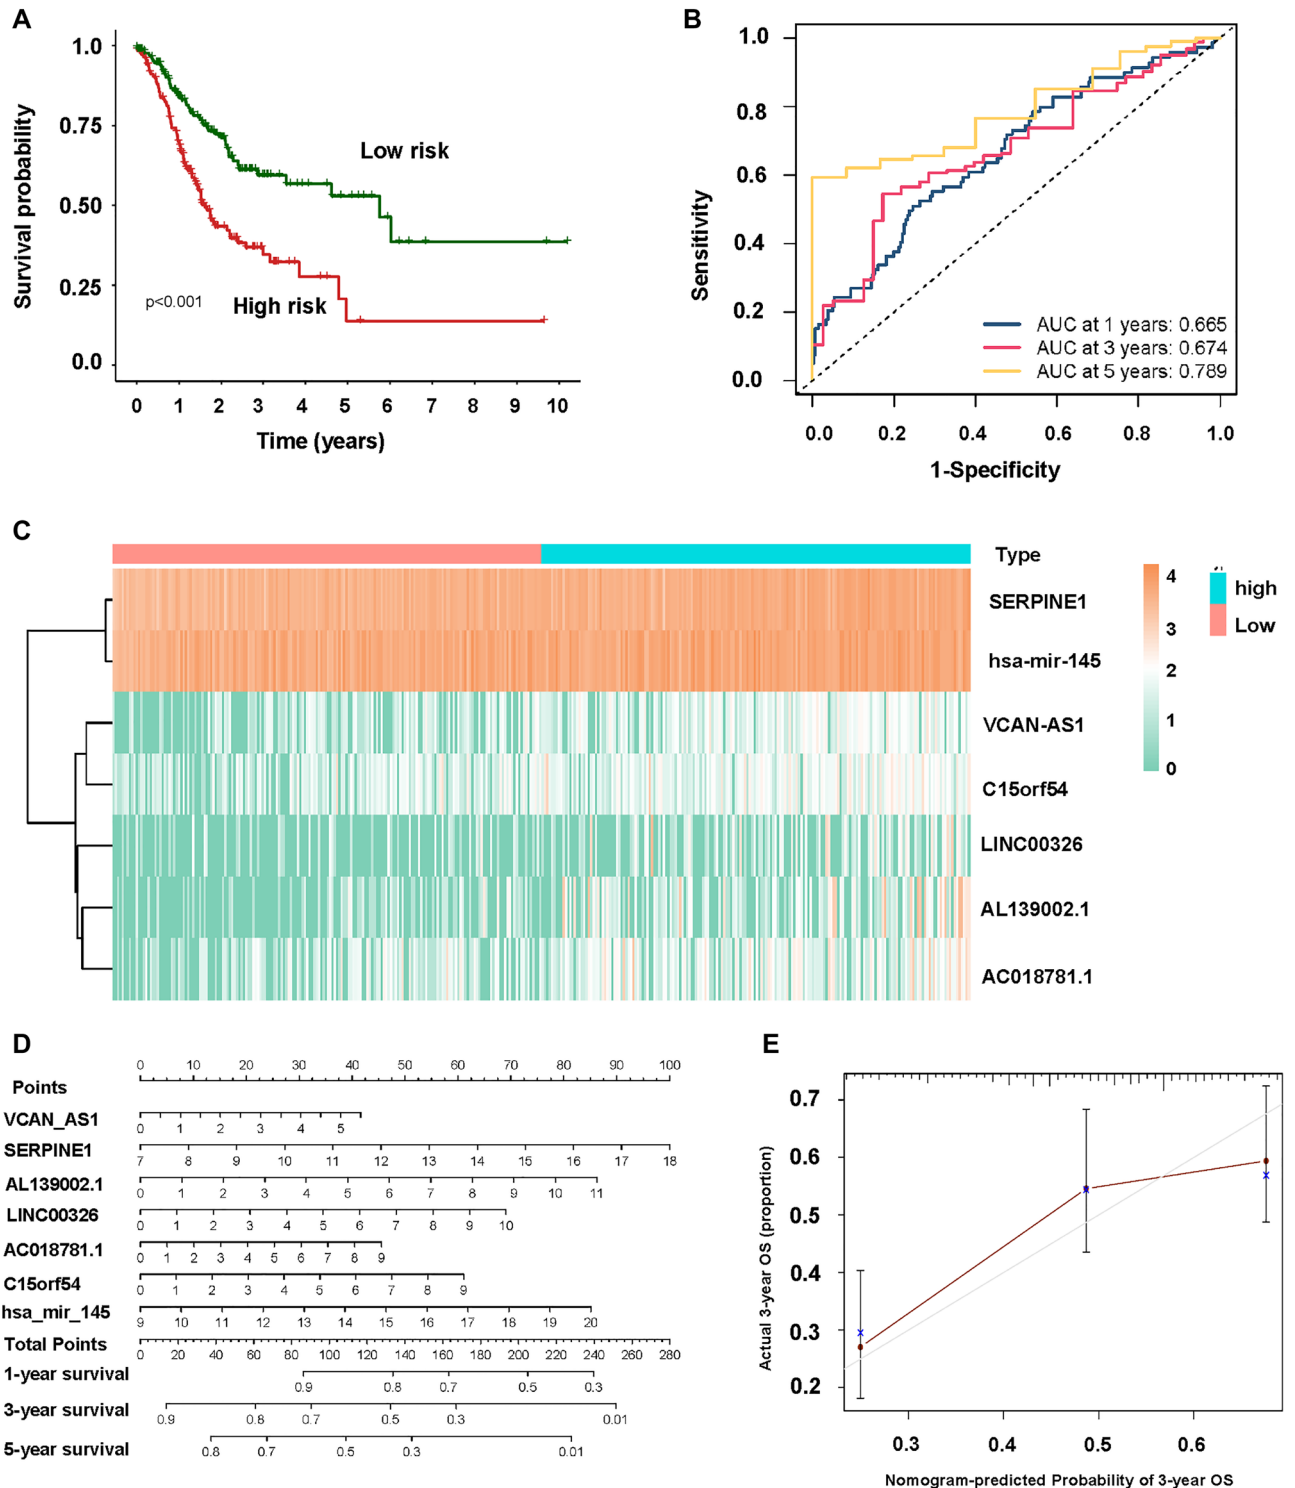 A
1.0
0.75
0.50
0.25
0.0
Survival probability
Low risk
High risk
p<0.001
0 1 2 3 4 5 6 7 8 9 10
Time (years)
B
1.0
0.8
0.6
0.4
0.2
0.0
Sensitivity
AUC at 1 years: 0.665
AUC at 3 years: 0.674
AUC at 5 years: 0.789
0.0 0.2 0.4 0.6 0.8 1.0
1-Specificity
C
Type
SERPINE1
hsa-mir-145
VCAN-AS1
C15orf54
LINC00326
AL139002.1
AC018781.1
4
3
2
1
0
high
Low
D
0 10 20 30 40 50 60 70 80 90 100
Points
VCAN_AS1
0 1 2 3 4 5
SERPINE1
7 8 9 10 11 12 13 14 15 16 17 18
AL139002.1
0 1 2 3 4 5 6 7 8 9 10 11
LINC00326
0 1 2 3 4 5 6 7 8 9 10
AC018781.1
0 1 2 3 4 5 6 7 8 9
C15orf54
0 1 2 3 4 5 6 7 8 9
hsa_mir_145
9 10 11 12 13 14 15 16 17 18 19 20
Total Points
0 20 40 60 80 100 120 140 160 180 200 220 240 260 280
1-year survival
0.9 0.8 0.7 0.5 0.3
3-year survival
0.9 0.8 0.7 0.5 0.3 0.01
5-year survival
0.8 0.7 0.5 0.3 0.01
E
0.7
0.6
0.5
0.4
0.3
0.2
Actual 3-year OS (proportion)
0.3 0.4 0.5 0.6
Nomogram-predicted Probability of 3-year OS